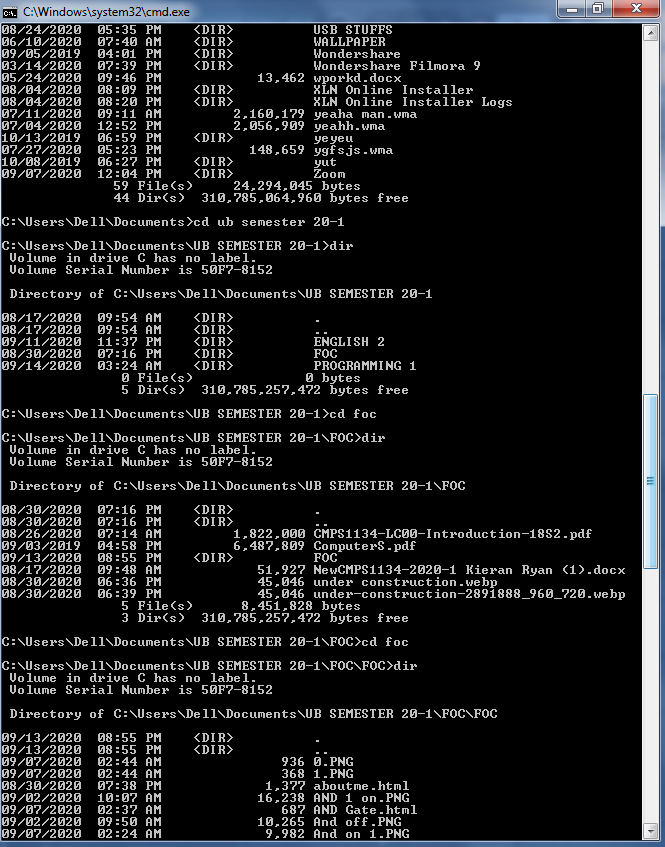 C:\Windows\system32\cmd.exe
08/24/2020  05:35 PM    <DIR>          USB STUFFS
06/10/2020  07:40 AM    <DIR>          WALLPAPER
09/05/2019  04:01 PM    <DIR>          Wondershare
03/14/2020  07:39 PM    <DIR>          Wondershare Filmora 9
05/24/2020  09:46 PM            13,462 wporkd.docx
08/04/2020  08:09 PM    <DIR>          XLN Online Installer
08/04/2020  08:20 PM    <DIR>          XLN Online Installer Logs
07/11/2020  09:11 AM         2,160,179 yeaha man.wma
07/04/2020  12:52 PM         2,056,909 yeahh.wma
10/13/2019  06:59 PM    <DIR>          yeyeu
07/27/2020  05:23 PM           148,659 ygfsjs.wma
10/08/2019  06:27 PM    <DIR>          yut
09/07/2020  12:04 PM    <DIR>          Zoom
              59 File(s)     24,294,045 bytes
              44 Dir(s)  310,785,064,960 bytes free
C:\Users\Dell\Documents>cd ub semester 20-1
C:\Users\Dell\Documents\UB SEMESTER 20-1>dir
 Volume in drive C has no label.
 Volume Serial Number is 50F7-8152
 Directory of C:\Users\Dell\Documents\UB SEMESTER 20-1
08/17/2020  09:54 AM    <DIR>          .
08/17/2020  09:54 AM    <DIR>          ..
09/11/2020  11:37 PM    <DIR>          ENGLISH 2
08/30/2020  07:16 PM    <DIR>          FOC
09/14/2020  03:24 AM    <DIR>          PROGRAMMING 1
               0 File(s)              0 bytes
               5 Dir(s)  310,785,257,472 bytes free
C:\Users\Dell\Documents\UB SEMESTER 20-1>cd foc
C:\Users\Dell\Documents\UB SEMESTER 20-1\FOC>dir
 Volume in drive C has no label.
 Volume Serial Number is 50F7-8152
 Directory of C:\Users\Dell\Documents\UB SEMESTER 20-1\FOC
08/30/2020  07:16 PM    <DIR>          .
08/30/2020  07:16 PM    <DIR>          ..
08/26/2020  07:14 AM         1,822,000 CMPS1134-LC00-Introduction-18S2.pdf
09/03/2019  04:58 PM         6,487,809 ComputerS.pdf
09/13/2020  08:55 PM    <DIR>          FOC
08/17/2020  09:48 AM            51,927 NewCMPS1134-2020-1 Kieran Ryan (1).docx
08/30/2020  06:36 PM            45,046 under construction.webp
08/30/2020  06:39 PM            45,046 under-construction-2891888_960_720.webp
               5 File(s)      8,451,828 bytes
               3 Dir(s)  310,785,257,472 bytes free
C:\Users\Dell\Documents\UB SEMESTER 20-1\FOC>cd foc
C:\Users\Dell\Documents\UB SEMESTER 20-1\FOC\FOC>dir
 Volume in drive C has no label.
 Volume Serial Number is 50F7-8152
 Directory of C:\Users\Dell\Documents\UB SEMESTER 20-1\FOC\FOC
09/13/2020  08:55 PM    <DIR>          .
09/13/2020  08:55 PM    <DIR>          ..
09/07/2020  02:44 AM               936 0.PNG
09/07/2020  02:44 AM               368 1.PNG
08/30/2020  07:38 PM             1,377 aboutme.html
09/02/2020  10:07 AM            16,238 AND 1 on.PNG
09/07/2020  02:37 AM               687 AND Gate.html
09/02/2020  09:50 AM            10,265 And off.PNG
09/07/2020  02:24 AM             9,982 And on 1.PNG